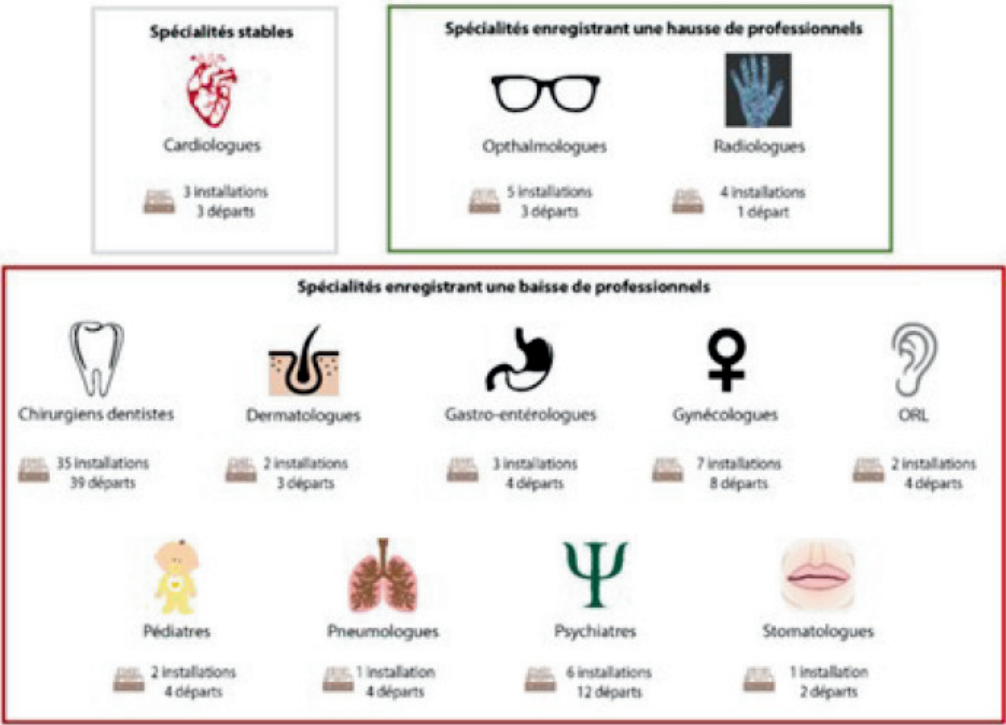 Spécialités stables
Cardiologues
3 installations
3 départs
Spécialités enregistrant une hausse de professionnels
Opthalmologues
5 installations
3 départs
Radiologues
4 installations
1 départ
Spécialités enregistrant une baisse de professionnels
Chirurgiens dentistes
35 installations
39 départs
Dermatologues
2 installations
3 départs
Gastro-entérologues
3 installations
4 départs
Gynécologues
7 installations
8 départs
ORL
2 installations
4 départs
Pédiatres
2 installations
4 départs
Pneumologues
1 installation
4 départs
Psychiatres
6 installations
12 départs
Stomatologues
1 installation
2 départs